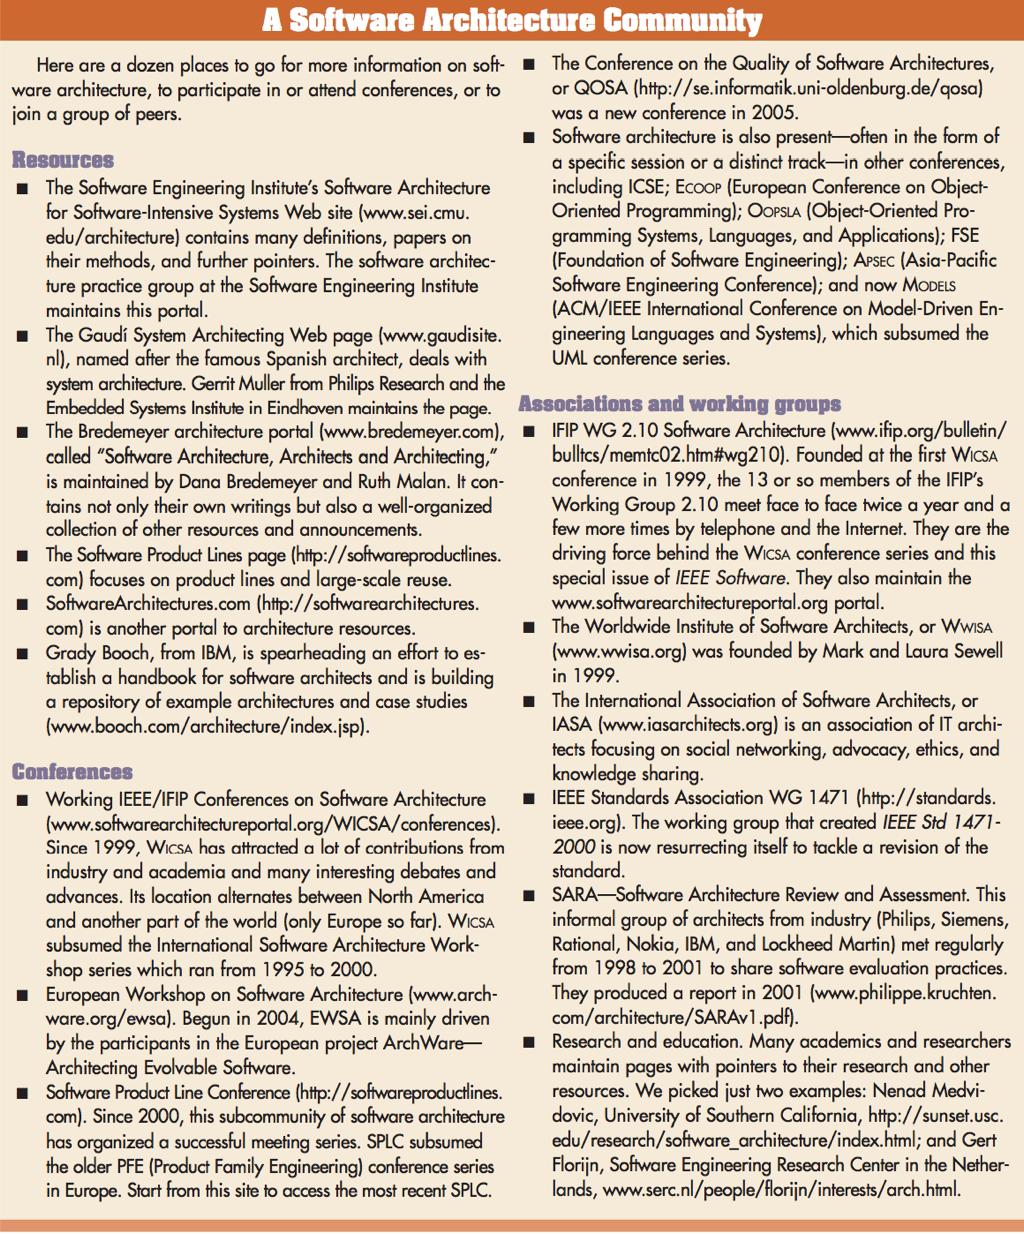 A Software Architecture Community
Here are a dozen places to go for more information on soft-
ware architecture, to participate in or attend conferences, or to
join a group of peers.
Resources
■ The Software Engineering Institute's Software Architecture
for Software-Intensive Systems Web site (www.sei.cmu.
edu/architecture) contains many definitions, papers on
their methods, and further pointers. The software architec-
ture practice group at the Software Engineering Institute
maintains this portal.
■ The Gaudí System Architecting Web page (www.gaudisite.
nl), named after the famous Spanish architect, deals with
system architecture. Gerrit Muller from Philips Research and the
Embedded Systems Institute in Eindhoven maintains the page.
■ The Bredemeyer architecture portal (www.bredemeyer.com),
called "Software Architecture, Architects and Architecting,"
is maintained by Dana Bredemeyer and Ruth Malan. It con-
tains not only their own writings but also a well-organized
collection of other resources and announcements.
■ The Software Product Lines page (http://softwareproductlines.
com) focuses on product lines and large-scale reuse.
■ SoftwareArchitectures.com (http://softwarearchitectures.
com) is another portal to architecture resources.
■ Grady Booch, from IBM, is spearheading an effort to es-
tablish a handbook for software architects and is building
a repository of example architectures and case studies
(www.booch.com/architecture/index.jsp).
Conferences
■ Working IEEE/IFIP Conferences on Software Architecture
(www.softwarearchitectureportal.org/WICSA/conferences).
Since 1999, WICSA has attracted a lot of contributions from
industry and academia and many interesting debates and
advances. Its location alternates between North America
and another part of the world (only Europe so far). WICSA
subsumed the International Software Architecture Work-
shop series which ran from 1995 to 2000.
■ European Workshop on Software Architecture (www.arch-
ware.org/ewsa). Begun in 2004, EWSA is mainly driven
by the participants in the European project ArchWare—
Architecting Evolvable Software.
■ Software Product Line Conference (http://softwareproductlines.
com). Since 2000, this subcommunity of software architecture
has organized a successful meeting series. SPLC subsumed
the older PFE (Product Family Engineering) conference series
in Europe. Start from this site to access the most recent SPLC.
■ The Conference on the Quality of Software Architectures,
or QOSA (http://se.informatik.uni-oldenburg.de/qosa)
was a new conference in 2005.
■ Software architecture is also present—often in the form of
a specific session or a distinct track—in other conferences,
including ICSE; ECOOP (European Conference on Object-
Oriented Programming); OOPSLA (Object-Oriented Pro-
gramming Systems, Languages, and Applications); FSE
(Foundation of Software Engineering); APSEC (Asia-Pacific
Software Engineering Conference); and now MODELS
(ACM/IEEE International Conference on Model-Driven En-
gineering Languages and Systems), which subsumed the
UML conference series.
Associations and working groups
■ IFIP WG 2.10 Software Architecture (www.ifip.org/bulletin/
bulltcs/memtc02.htm#wg210). Founded at the first WICSA
conference in 1999, the 13 or so members of the IFIP's
Working Group 2.10 meet face to face twice a year and a
few more times by telephone and the Internet. They are the
driving force behind the WICSA conference series and this
special issue of IEEE Software. They also maintain the
www.softwarearchitectureportal.org portal.
■ The Worldwide Institute of Software Architects, or WWISA
(www.wwisa.org) was founded by Mark and Laura Sewell
in 1999.
■ The International Association of Software Architects, or
IASA (www.iasarchitects.org) is an association of IT archi-
tects focusing on social networking, advocacy, ethics, and
knowledge sharing.
■ IEEE Standards Association WG 1471 (http://standards.
ieee.org). The working group that created IEEE Std 1471-
2000 is now resurrecting itself to tackle a revision of the
standard.
■ SARA—Software Architecture Review and Assessment. This
informal group of architects from industry (Philips, Siemens,
Rational, Nokia, IBM, and Lockheed Martin) met regularly
from 1998 to 2001 to share software evaluation practices.
They produced a report in 2001 (www.philippe.kruchten.
com/architecture/SARAv1.pdf).
■ Research and education. Many academics and researchers
maintain pages with pointers to their research and other
resources. We picked just two examples: Nenad Medvi-
dovic, University of Southern California, http://sunset.usc.
edu/research/software_architecture/index.html; and Gert
Florijn, Software Engineering Research Center in the Nether-
lands, www.serc.nl/people/florijn/interests/arch.html.